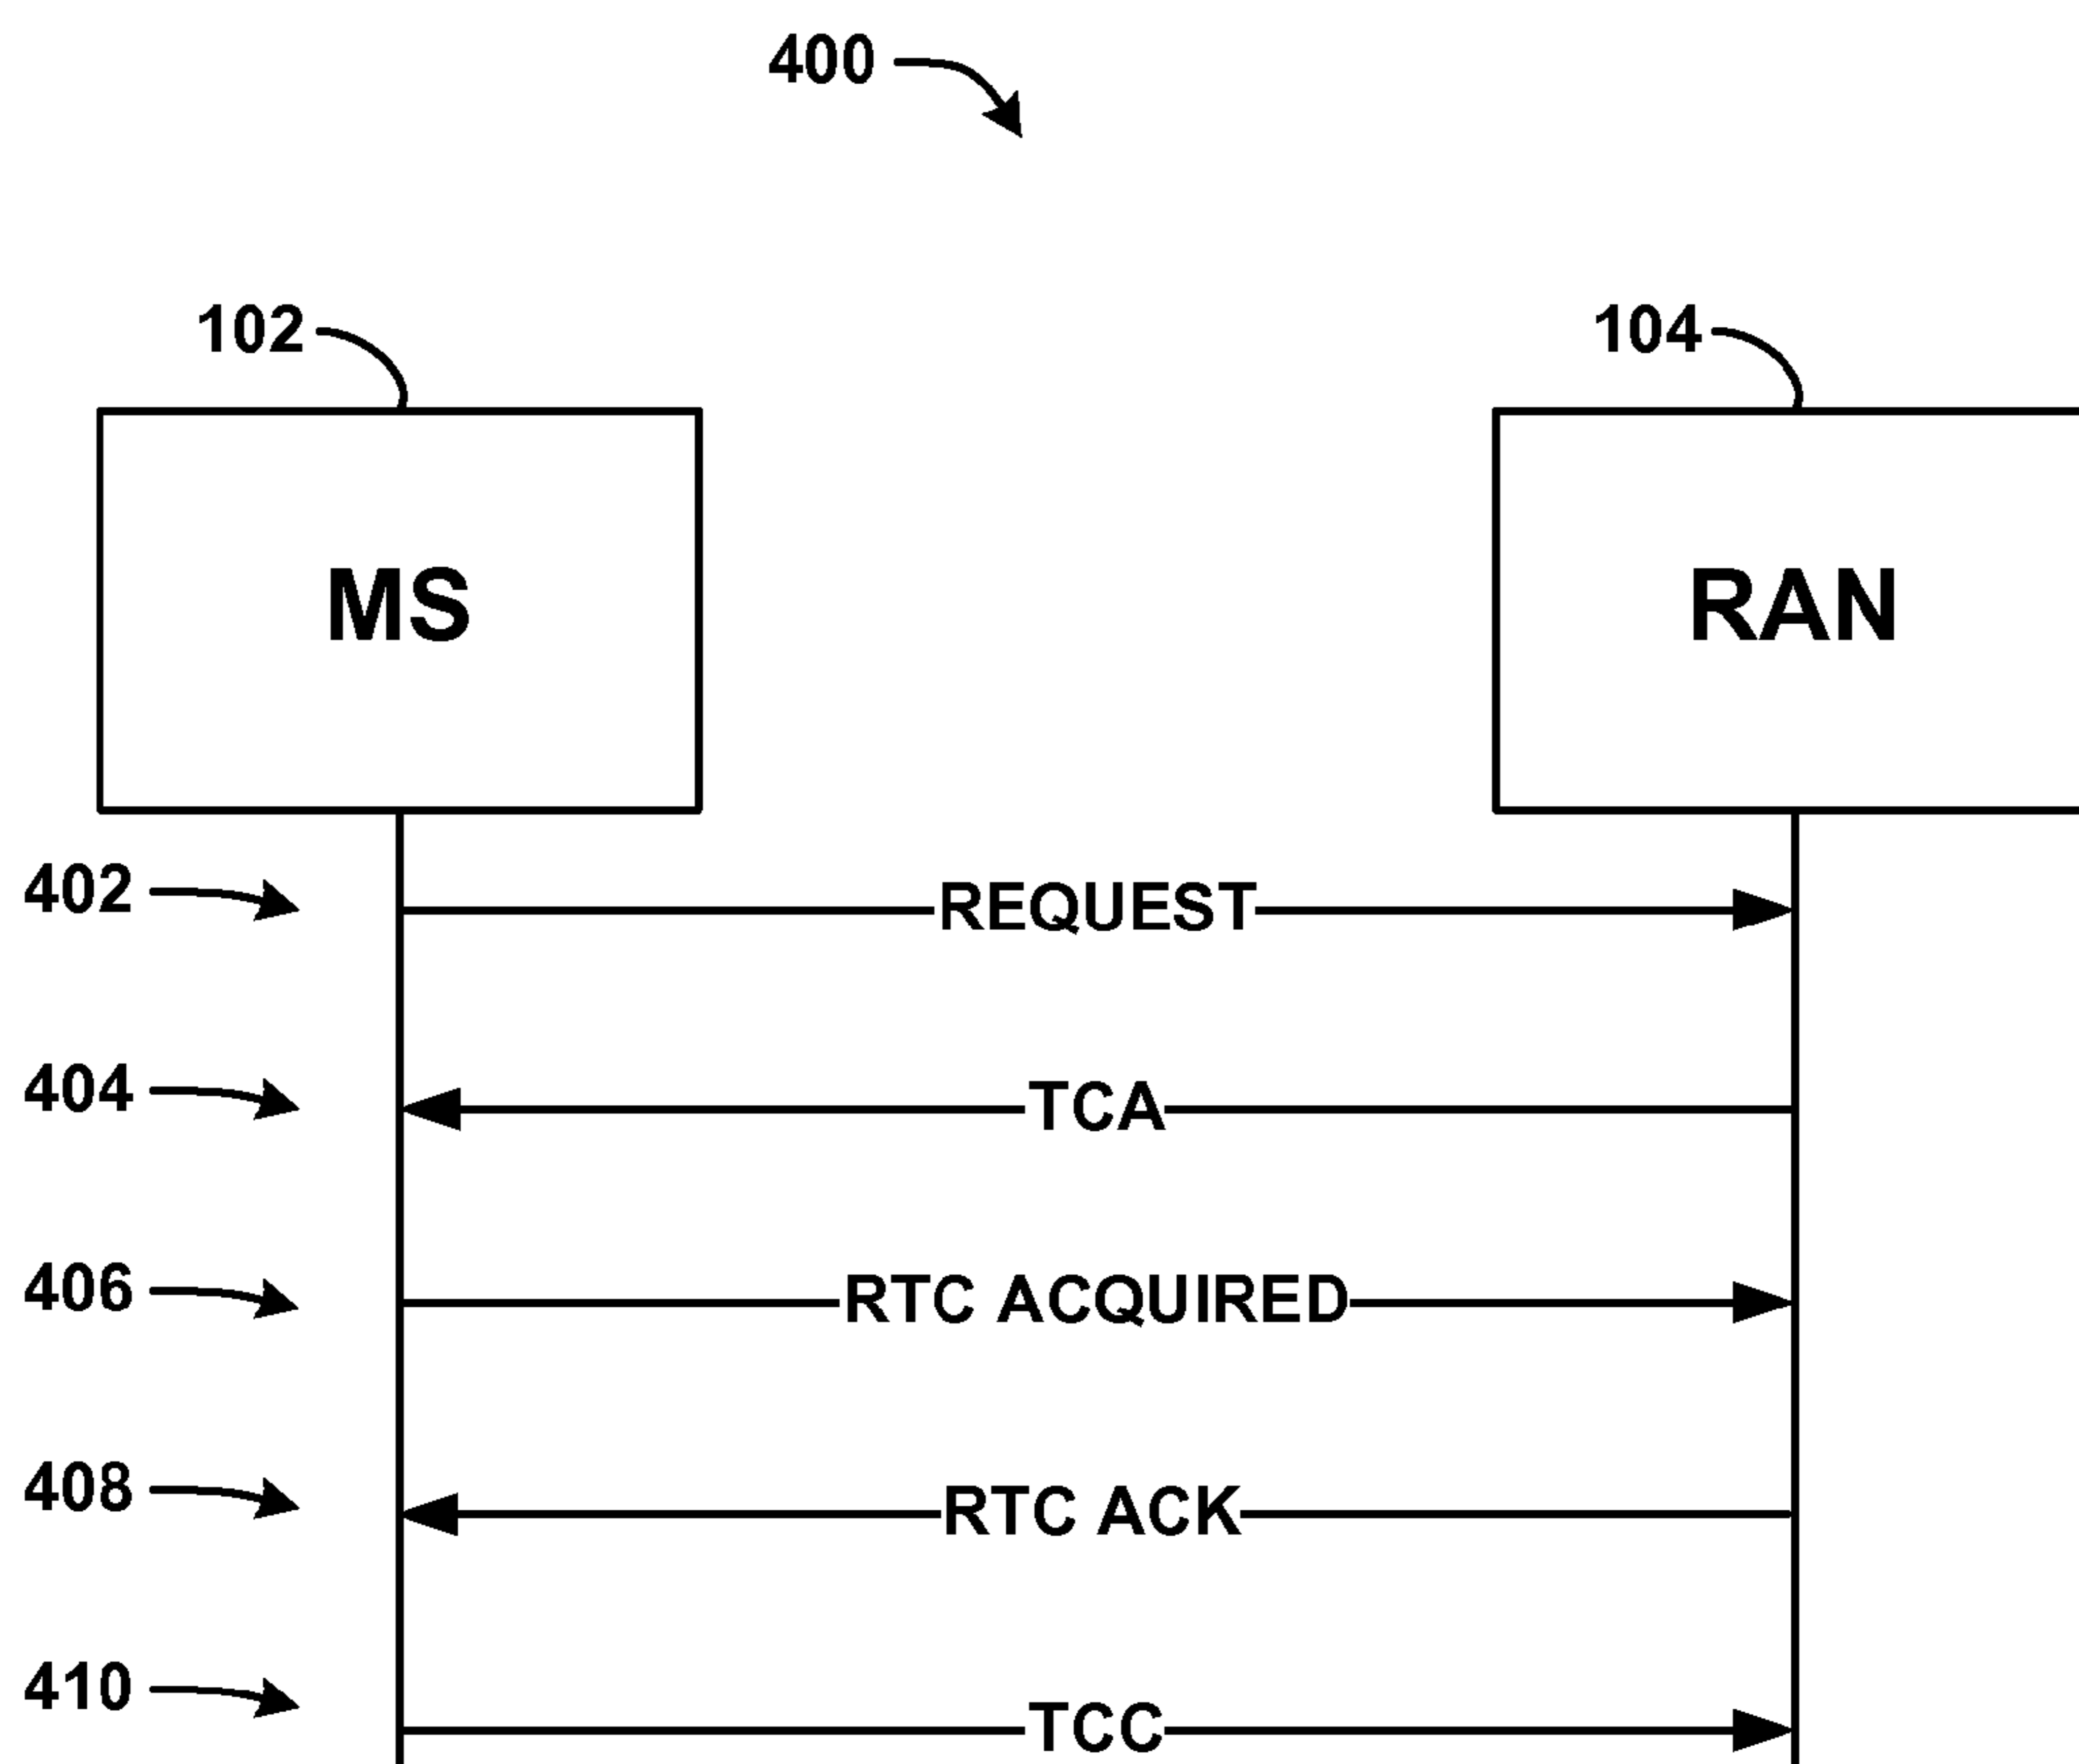 400
102
104
MS
RAN
402
REQUEST
404
TCA
406
RTC ACQUIRED
408
RTC ACK
410
TCC